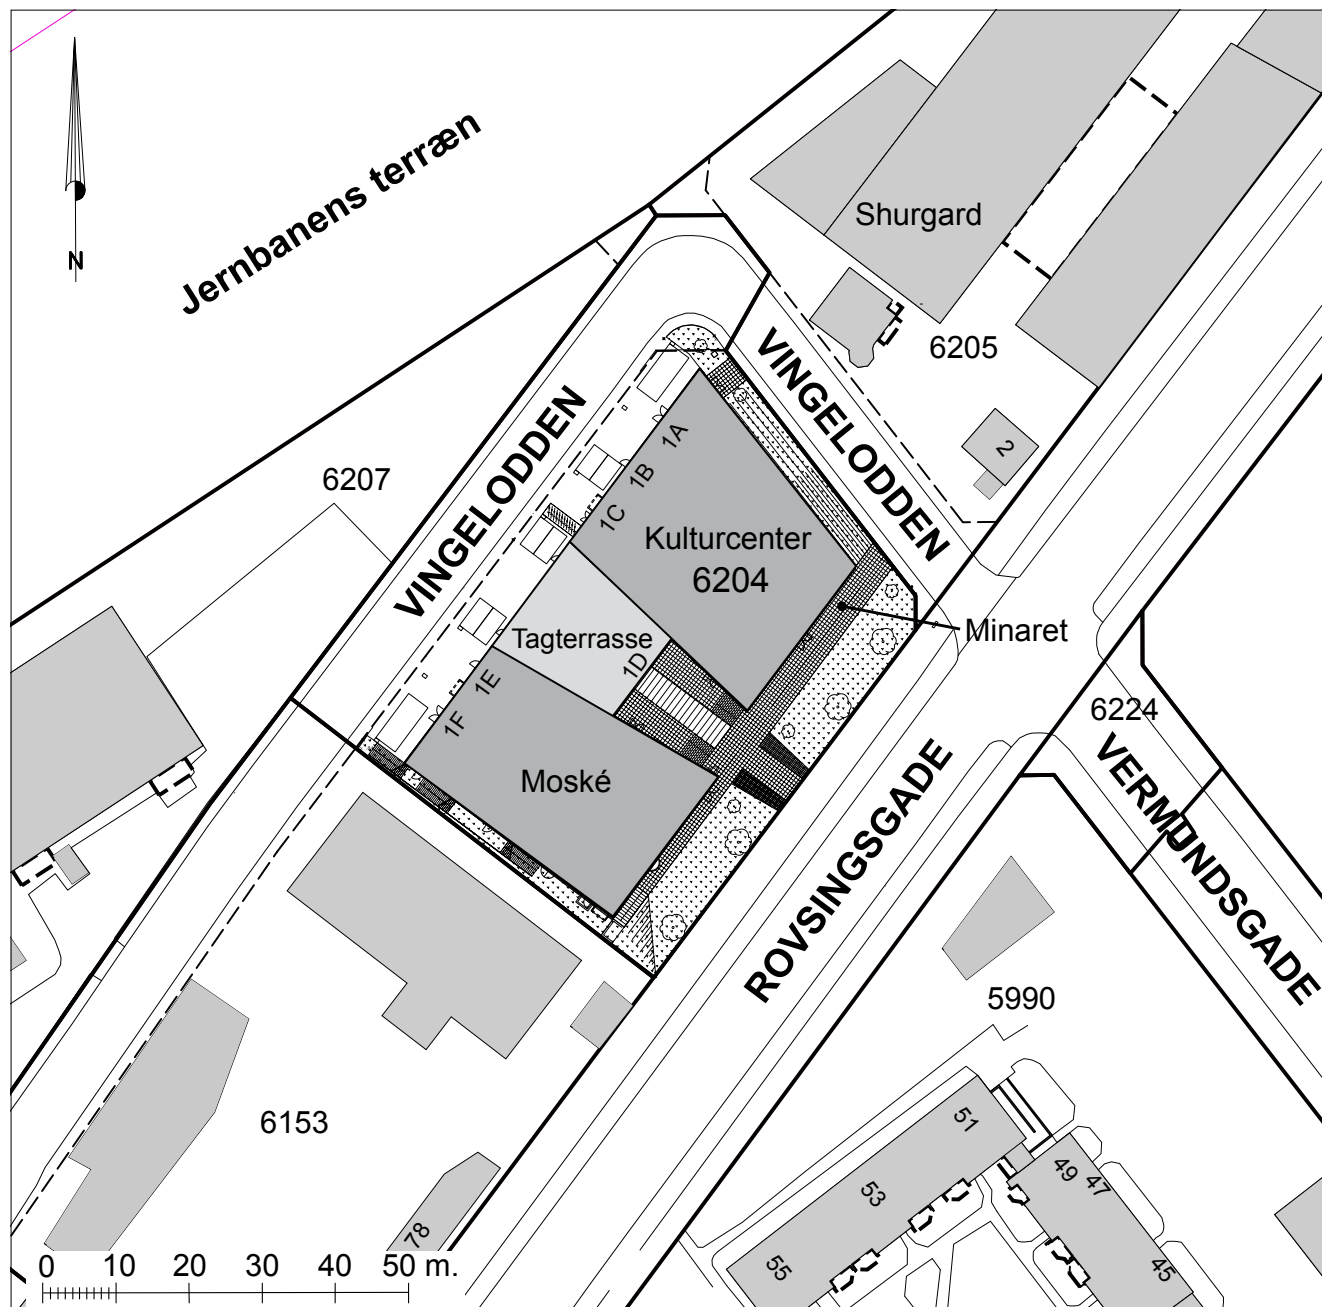 Jernbanens terræn
N
Shurgard
6205
VINGELODDEN
VINGELODDEN
2
6207
1A
1B
1C
Kulturcenter
6204
Tagterrasse
1D
Minaret
1E
1F
Moské
6224
VERMUNDSGADE
ROVSINGSGADE
5990
6153
51
53
49
47
55
45
78
0 10 20 30 40 50 m.